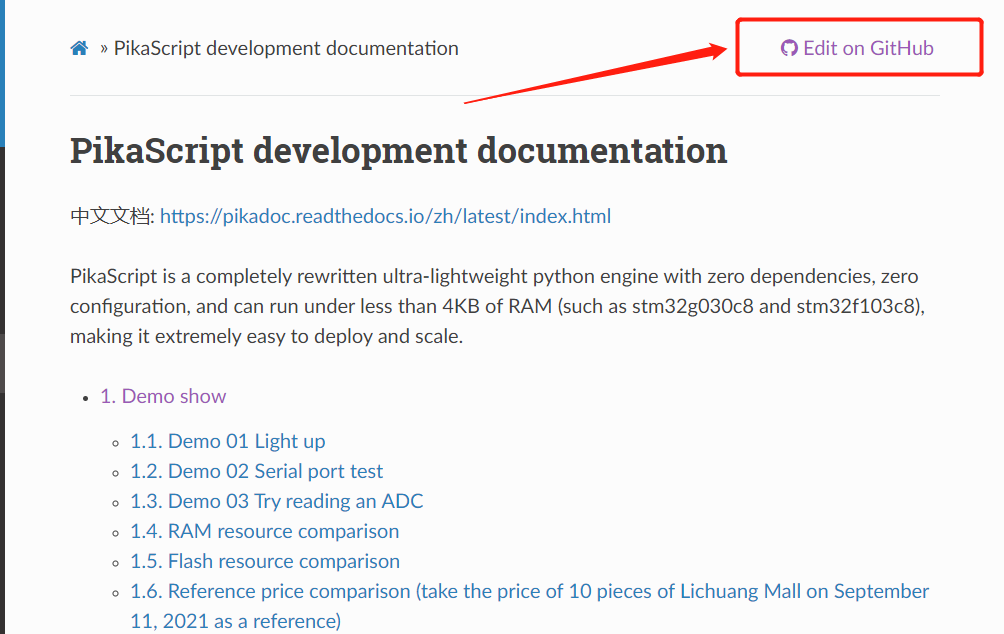 » PikaScript development documentation
Edit on GitHub
PikaScript development documentation
中文文档: https://pikadoc.readthedocs.io/zh/latest/index.html
PikaScript is a completely rewritten ultra-lightweight python engine with zero dependencies, zero
configuration, and can run under less than 4KB of RAM (such as stm32g030c8 and stm32f103c8),
making it extremely easy to deploy and scale.
• 1. Demo show
◦ 1.1. Demo 01 Light up
◦ 1.2. Demo 02 Serial port test
◦ 1.3. Demo 03 Try reading an ADC
◦ 1.4. RAM resource comparison
◦ 1.5. Flash resource comparison
◦ 1.6. Reference price comparison (take the price of 10 pieces of Lichuang Mall on September
11, 2021 as a reference)